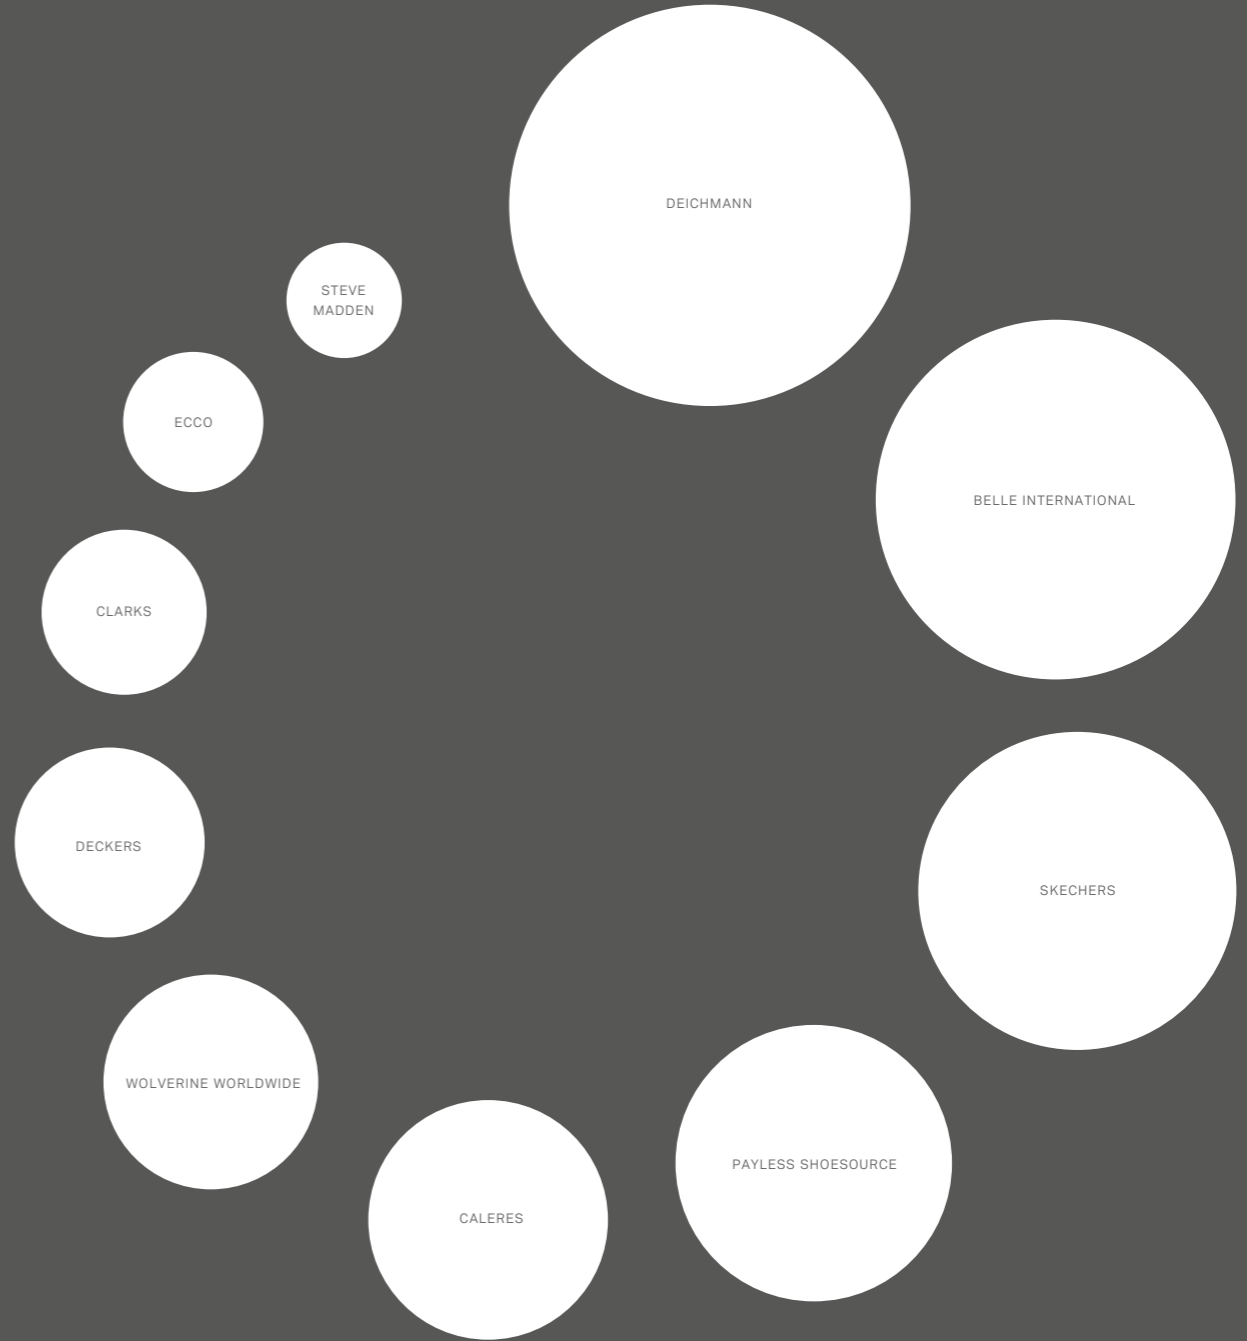 DEICHMANN
STEVE
MADDEN
ECCO
BELLE INTERNATIONAL
CLARKS
DECKERS
SKECHERS
WOLVERINE WORLDWIDE
PAYLESS SHOESOURCE
CALERES